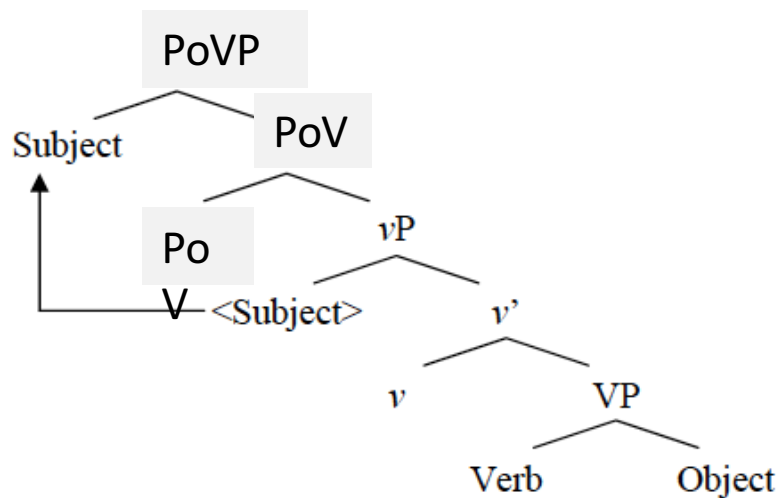 PoVP
Subject
PoV
Po
V
vP
<Subject>
v’
v
VP
Verb
Object